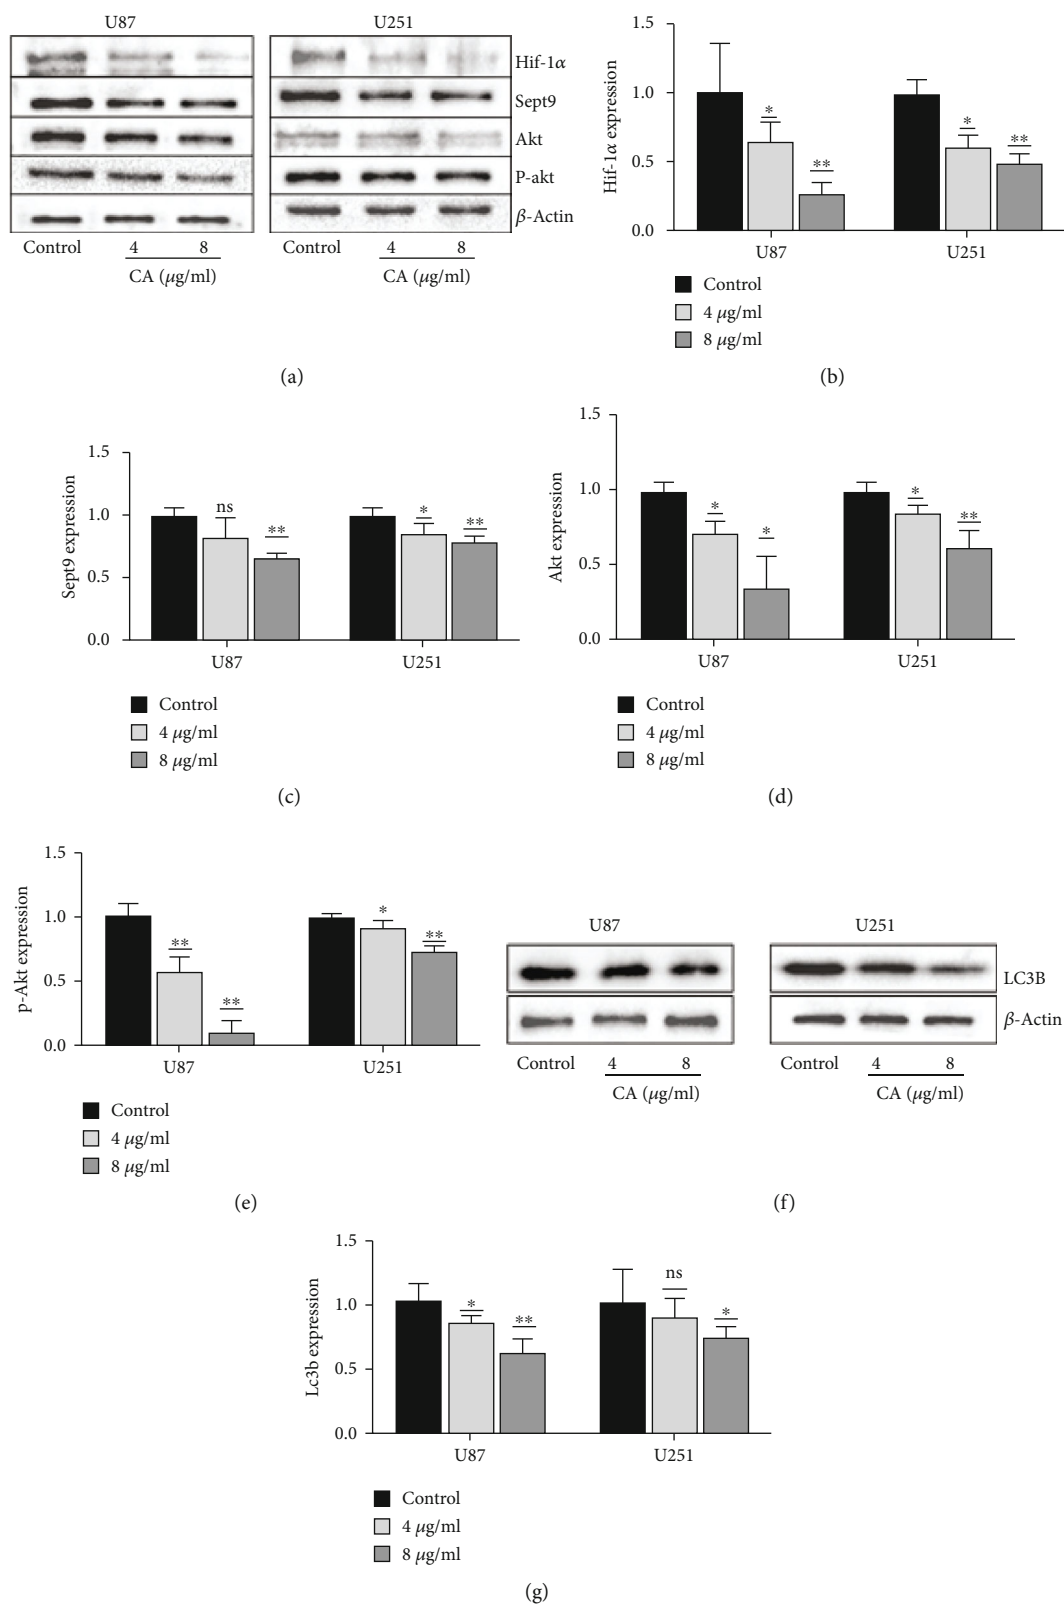 U87 U251
Hif-1α
Sept9
Akt
P-akt
β-Actin
Control 4 8 Control 4 8
CA (μg/ml) CA (μg/ml)
(a)
Hif-1α expression
1.5
1.0
0.5
0.0
* ** * **
U87 U251
Control
4 μg/ml
8 μg/ml
(b)
Sept9 expression
1.5
1.0
0.5
0.0
ns ** * **
U87 U251
Control
4 μg/ml
8 μg/ml
(c)
Akt expression
1.5
1.0
0.5
0.0
* * * **
U87 U251
Control
4 μg/ml
8 μg/ml
(d)
p-Akt expression
1.5
1.0
0.5
0.0
** ** * **
U87 U251
Control
4 μg/ml
8 μg/ml
(e)
U87 U251
LC3B
β-Actin
Control 4 8 Control 4 8
CA (μg/ml) CA (μg/ml)
(f)
Lc3b expression
1.5
1.0
0.5
0.0
* ** ns *
U87 U251
Control
4 μg/ml
8 μg/ml
(g)